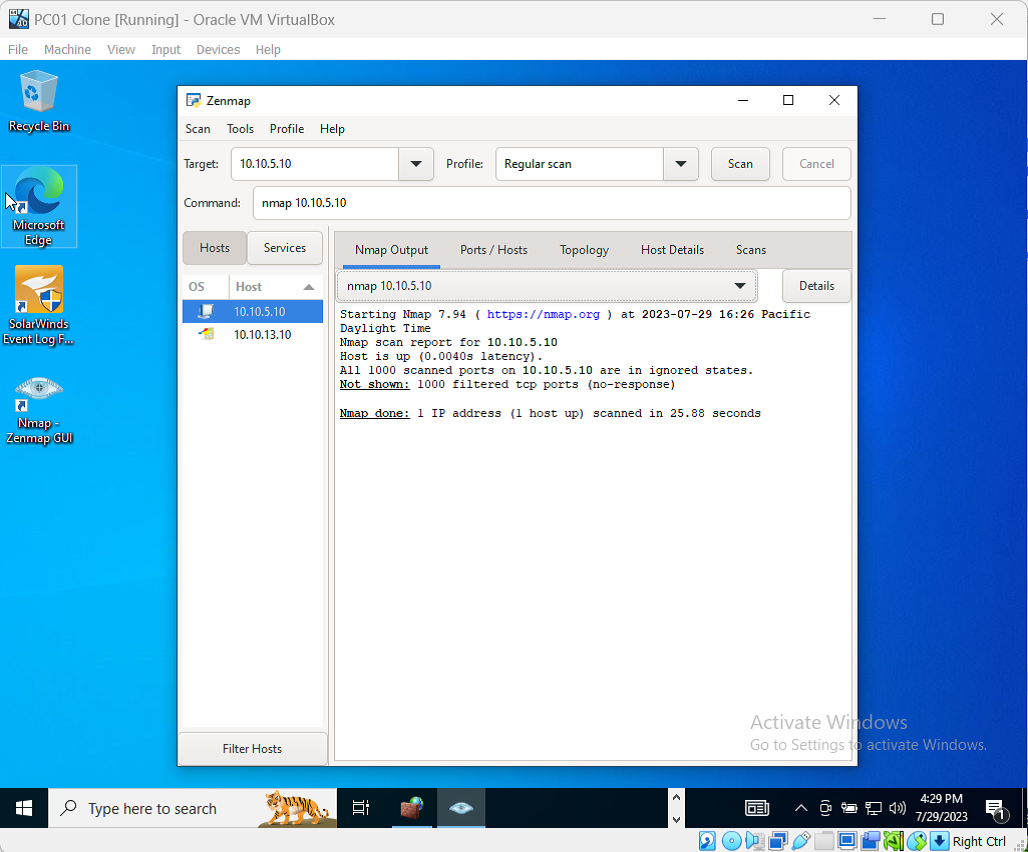 PC01 Clone [Running] - Oracle VM VirtualBox
File Machine View Input Devices Help
Recycle Bin
Microsoft
Edge
SolarWinds
Event Log F...
Nmap -
Zenmap GUI
Zenmap
Scan Tools Profile Help
Target: 10.10.5.10 Profile: Regular scan Scan Cancel
Command: nmap 10.10.5.10
Hosts Services
OS Host
10.10.5.10
10.10.13.10
Filter Hosts
Nmap Output Ports / Hosts Topology Host Details Scans
nmap 10.10.5.10 Details
Starting Nmap 7.94 ( https://nmap.org ) at 2023-07-29 16:26 Pacific
Daylight Time
Nmap scan report for 10.10.5.10
Host is up (0.0040s latency).
All 1000 scanned ports on 10.10.5.10 are in ignored states.
Not shown: 1000 filtered tcp ports (no-response)
Nmap done: 1 IP address (1 host up) scanned in 25.88 seconds
Activate Windows
Go to Settings to activate Windows.
Type here to search
4:29 PM
7/29/2023
1
Right Ctrl